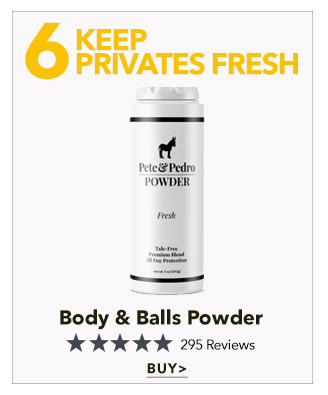 6 KEEP
PRIVATES FRESH
Pete & Pedro
POWDER
Fresh
Talc-Free
Premium Blend
All Day Protection
Body & Balls Powder
295 Reviews
BUY>